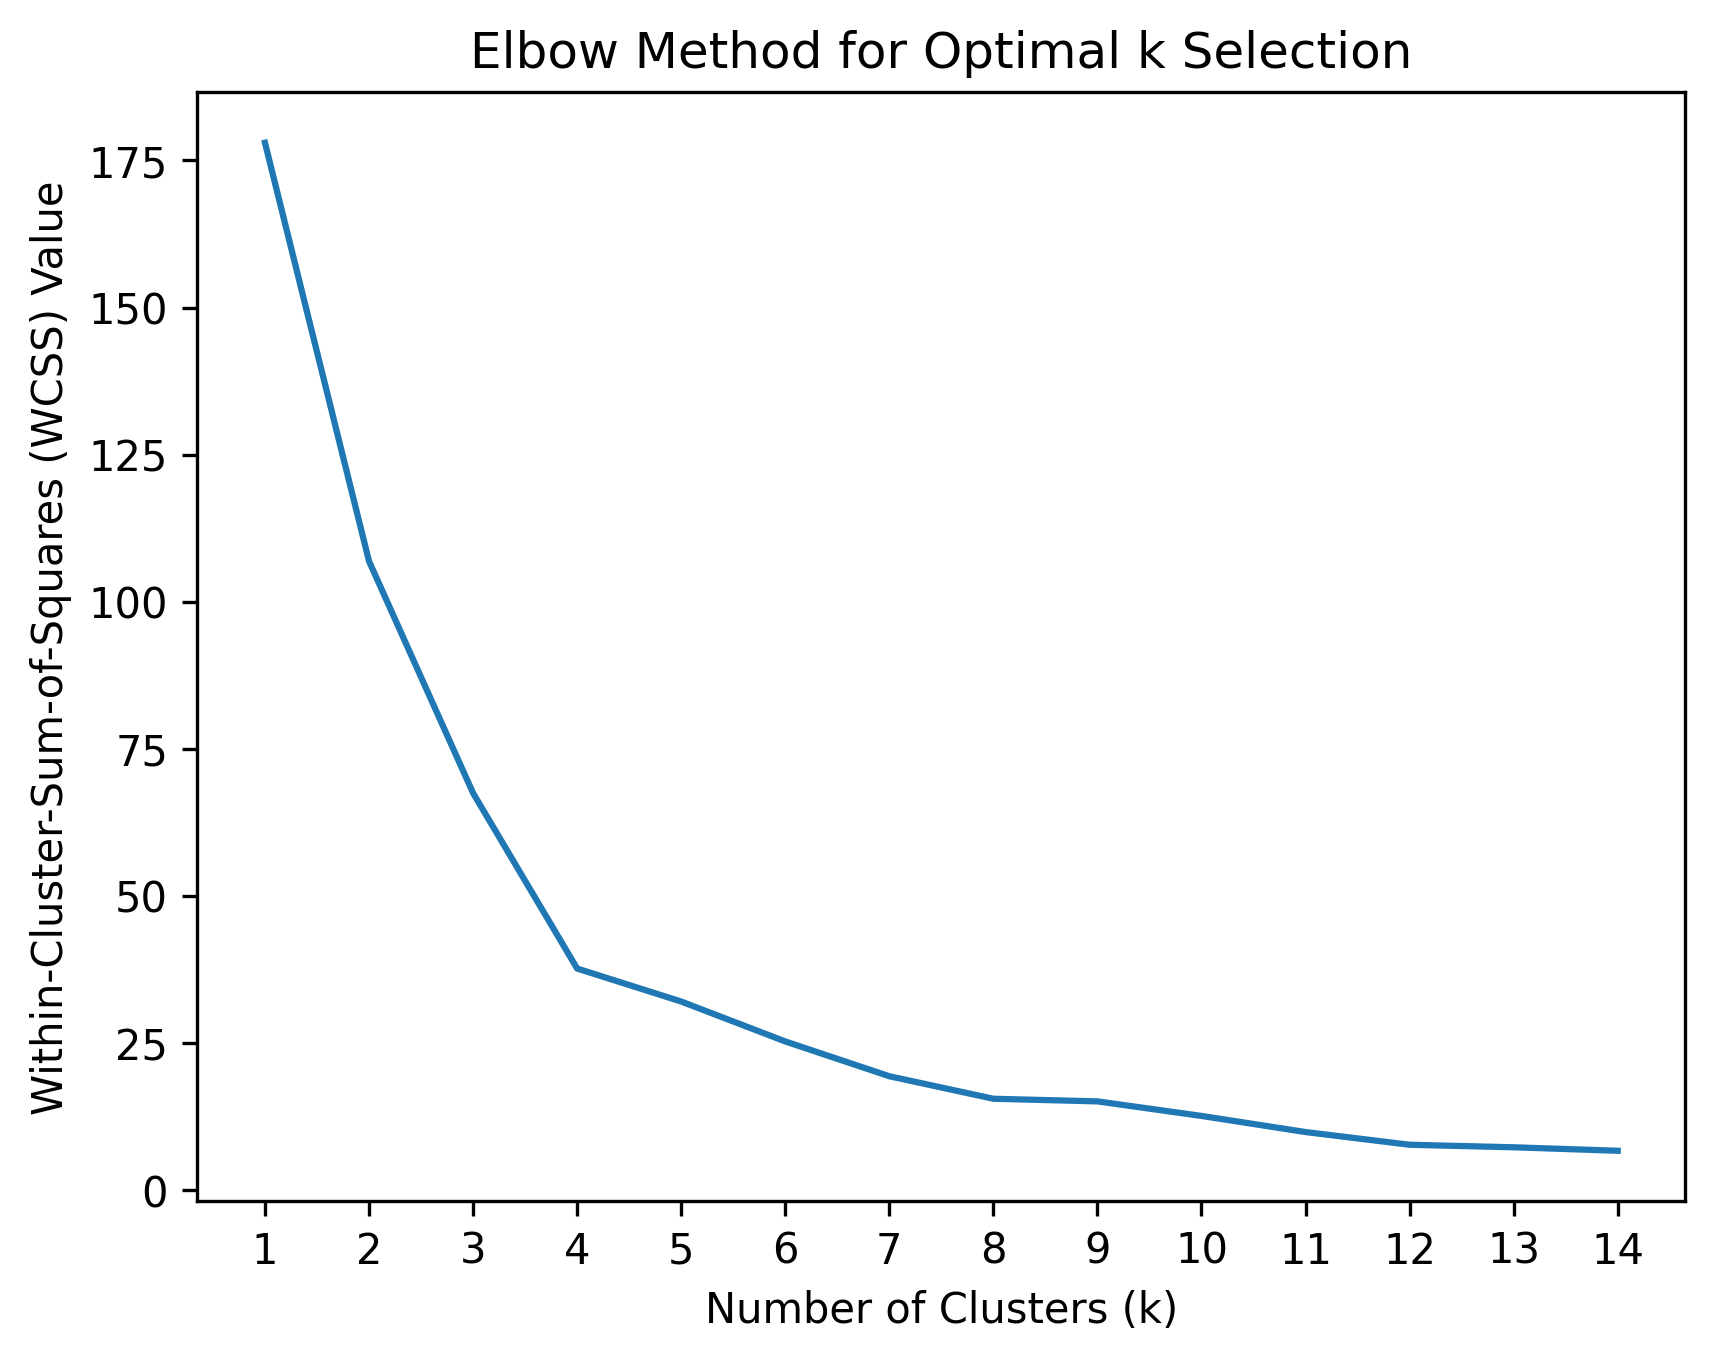 Elbow Method for Optimal k Selection
Within-Cluster-Sum-of-Squares (WCSS) Value
175
150
125
100
75
50
25
0
1 2 3 4 5 6 7 8 9 10 11 12 13 14
Number of Clusters (k)